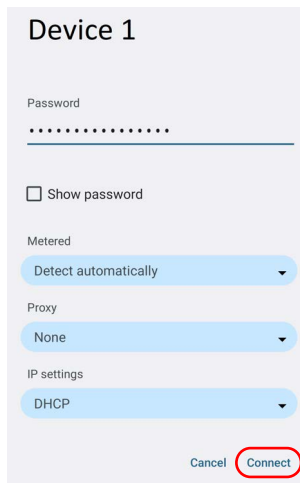 Device 1
Password
••••••••••••••••
Show password
Metered
Detect automatically
Proxy
None
IP settings
DHCP
Cancel Connect